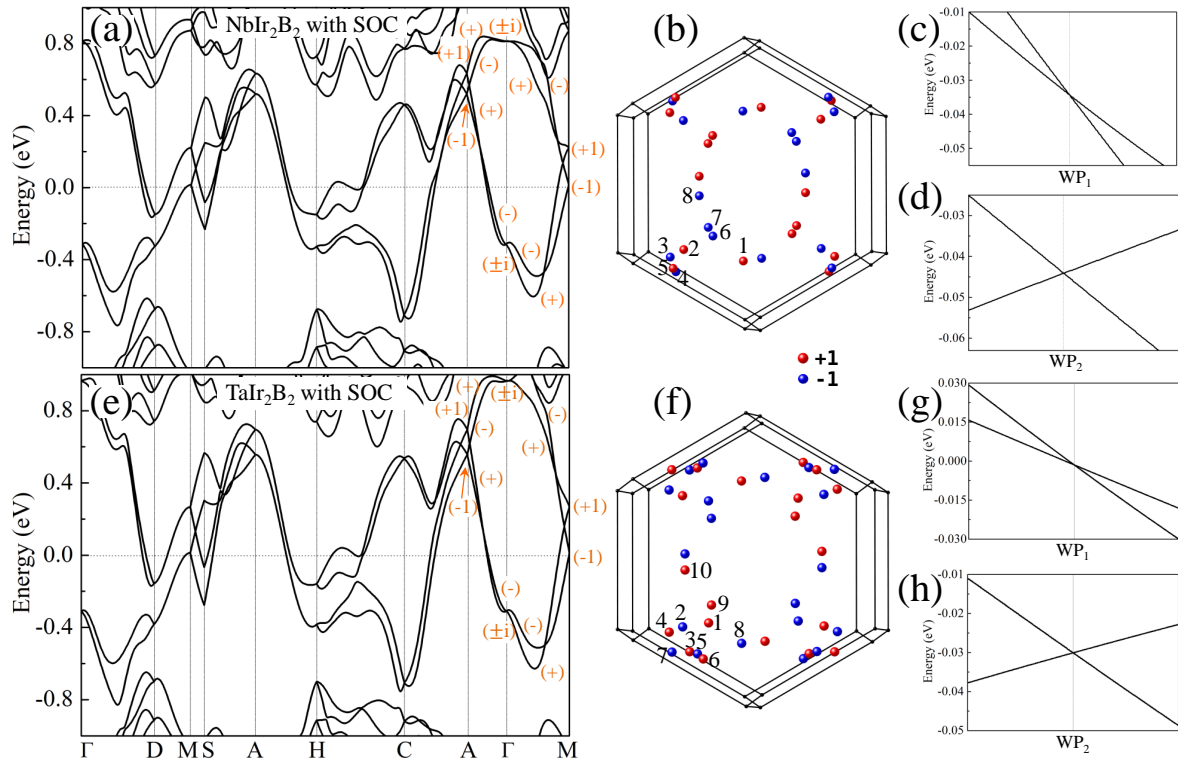 (a)
NbIr₂B₂ with SOC
Energy (eV)
0.8
0.4
0.0
-0.4
-0.8
(+)
(±i)
(+1)
(-)
(+)
(-)
(+)
(-1)
(+1)
(-1)
(-)
(-)
(±i)
(+)
(b)
8
7
6
3
2
1
5
4
+1
-1
(c)
Energy (eV)
-0.01
-0.02
-0.03
-0.04
-0.05
WP₁
(d)
Energy (eV)
-0.03
-0.04
-0.05
-0.06
WP₂
(e)
TaIr₂B₂ with SOC
Energy (eV)
0.8
0.4
0.0
-0.4
-0.8
(+)
(±i)
(-)
(+1)
(-)
(+)
(+)
(-1)
(+1)
(-1)
(-)
(-)
(±i)
(+)
Γ D M S A H C A Γ M
(f)
10
9
2
1
4
8
35
7
6
(g)
Energy (eV)
0.030
0.015
0.000
-0.015
-0.030
WP₁
(h)
Energy (eV)
-0.01
-0.02
-0.03
-0.04
-0.05
WP₂